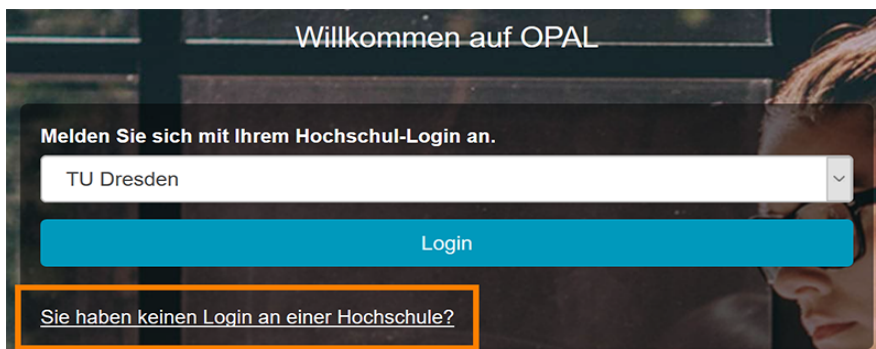 Willkommen auf OPAL
Melden Sie sich mit Ihrem Hochschul-Login an.
TU Dresden
Login
Sie haben keinen Login an einer Hochschule?